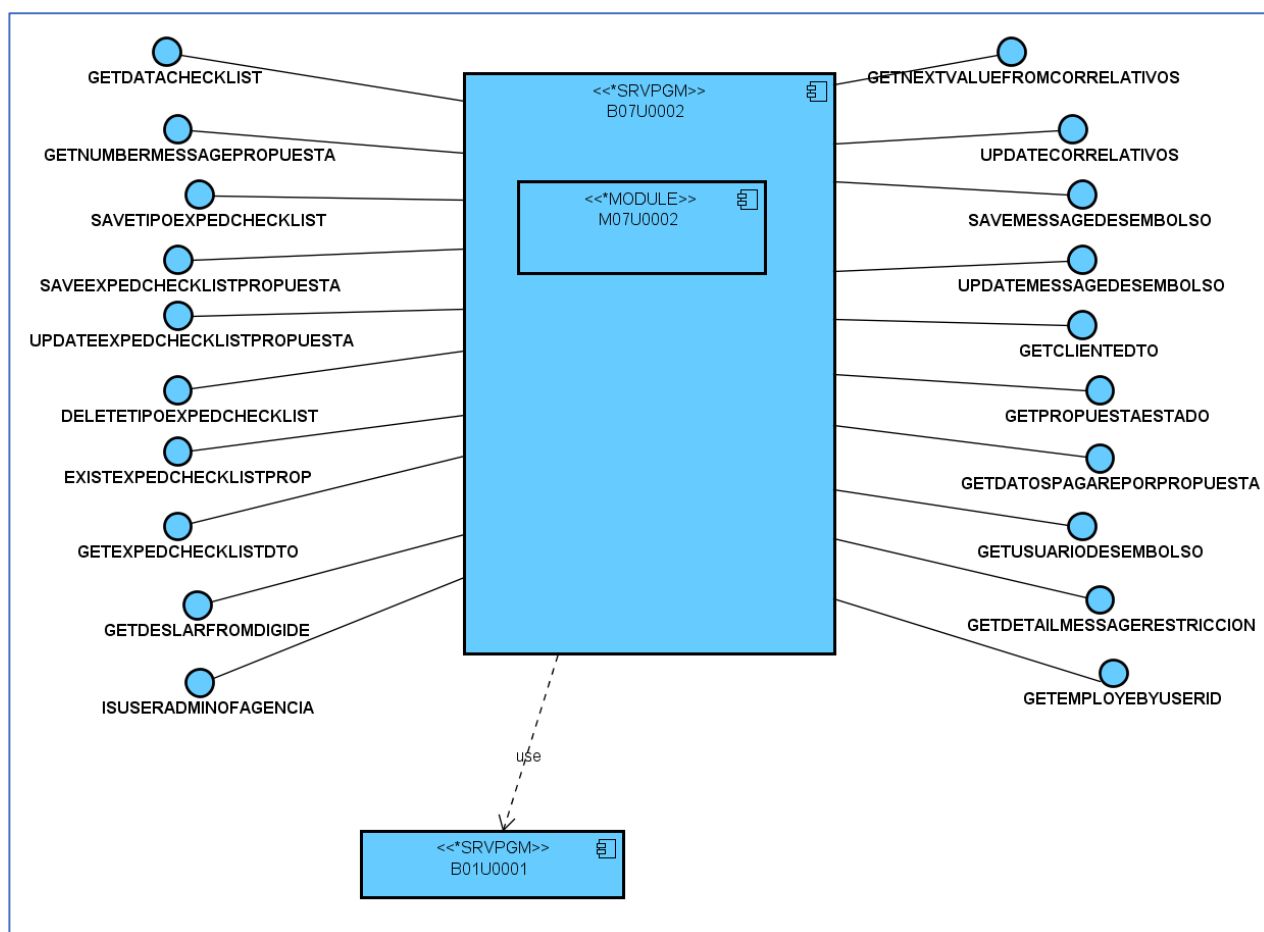 GETDATACHECKLIST
GETNUMBERMESSAGEPROPUESTA
SAVETIPOEXPEDCHECKLIST
SAVEEXPEDCHECKLISTPROPUESTA
UPDATEEXPEDCHECKLISTPROPUESTA
DELETETIPOEXPEDCHECKLIST
EXISTEXPEDCHECKLISTPROP
GETEXPEDCHECKLISTDTO
GETDESLARFROMDIGIDE
ISUSERADMINOFAGENCIA
<<*SRVPGM>>
B07U0002
<<*MODULE>>
M07U0002
GETNEXTVALUEFROMCORRELATIVOS
UPDATECORRELATIVOS
SAVEMESSAGEDESEMBOLSO
UPDATEMESSAGEDESEMBOLSO
GETCLIENTEDTO
GETPROPUESTAESTADO
GETDATOSPAGAREPORPROPUESTA
GETUSUARIODESEMBOLSO
GETDETAILMESSAGERESTRICCION
GETEMPLOYEBYUSERID
use
<<*SRVPGM>>
B01U0001